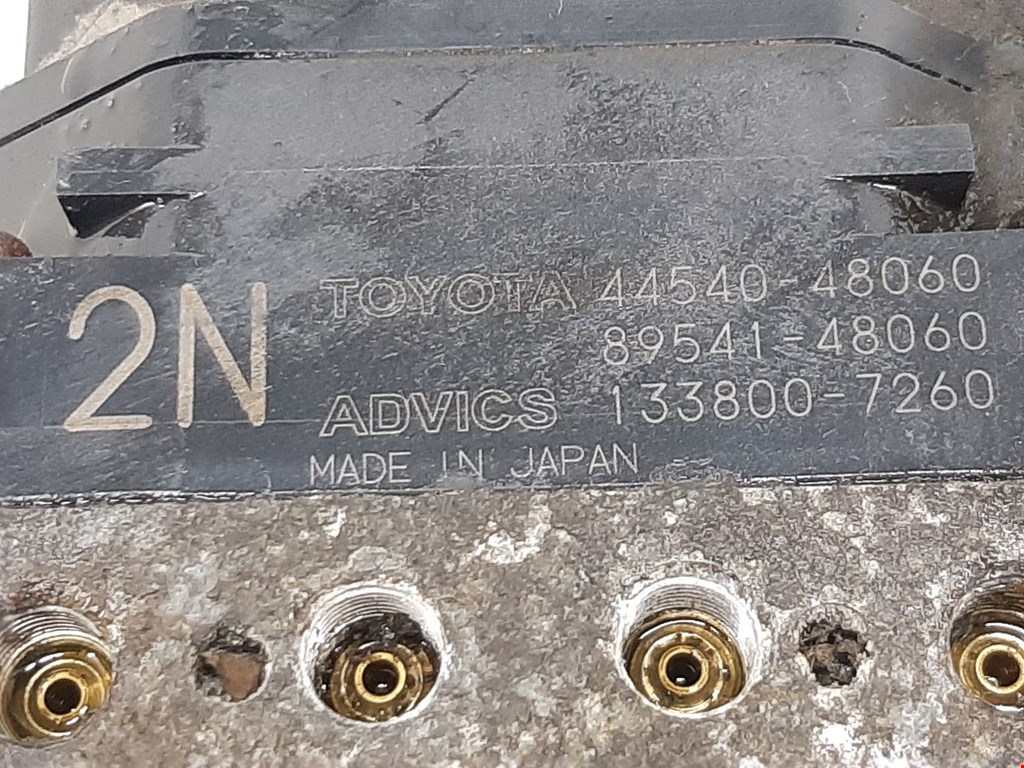 2N TOYOTA 44540-48060
89541-48060
ADVICS 133800-7260
MADE IN JAPAN